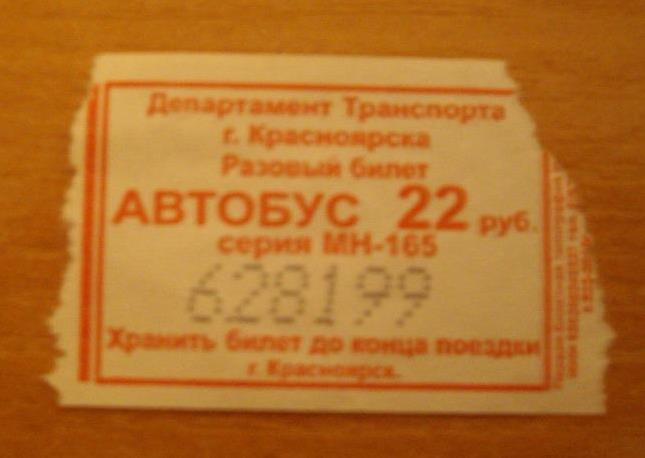 Департамент Транспорта
г. Красноярска
Разовый билет
АВТОБУС 22 руб.
серия МН-165
628199
Хранить билет до конца поездки
г. Красноярск.